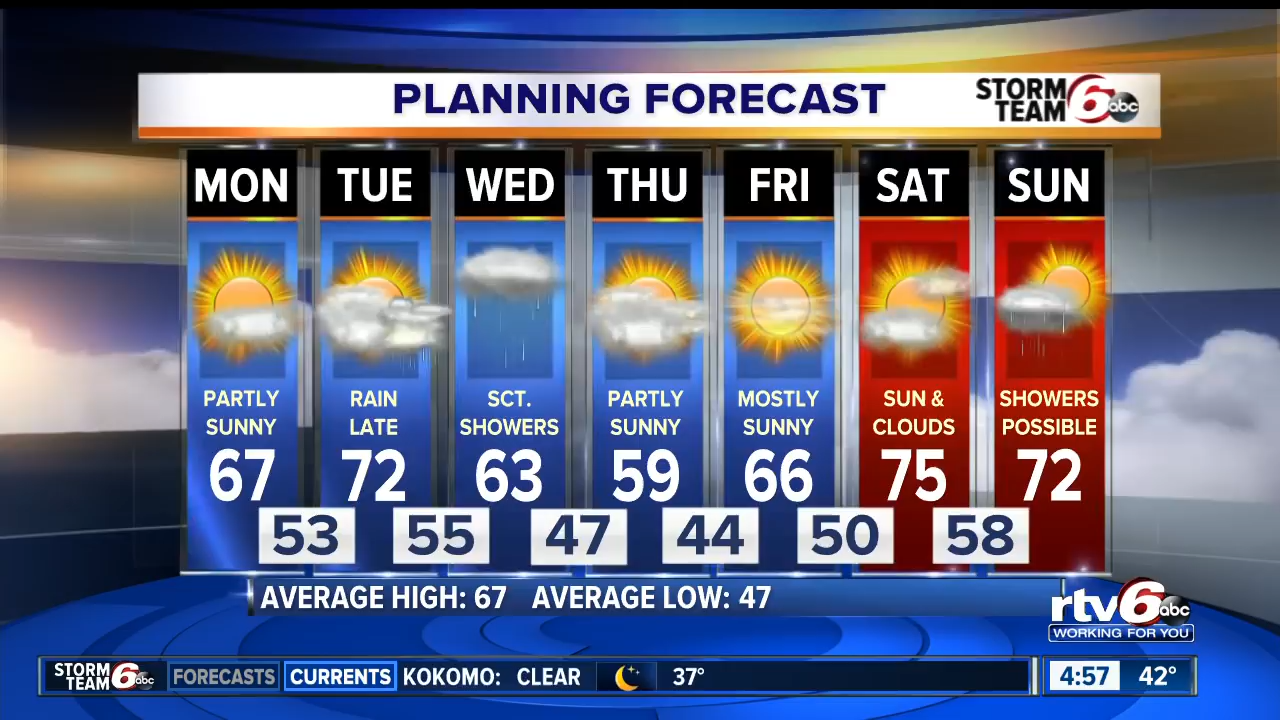 PLANNING FORECAST
STORM TEAM 6 abc
MON TUE WED THU FRI SAT SUN
PARTLY RAIN SCT. PARTLY MOSTLY SUN & SHOWERS
SUNNY LATE SHOWERS SUNNY SUNNY CLOUDS POSSIBLE
67 72 63 59 66 75 72
53 55 47 44 50 58
AVERAGE HIGH: 67 AVERAGE LOW: 47
rtv6 abc
WORKING FOR YOU
STORM TEAM 6 abc FORECASTS CURRENTS KOKOMO: CLEAR 37° 4:57 42°